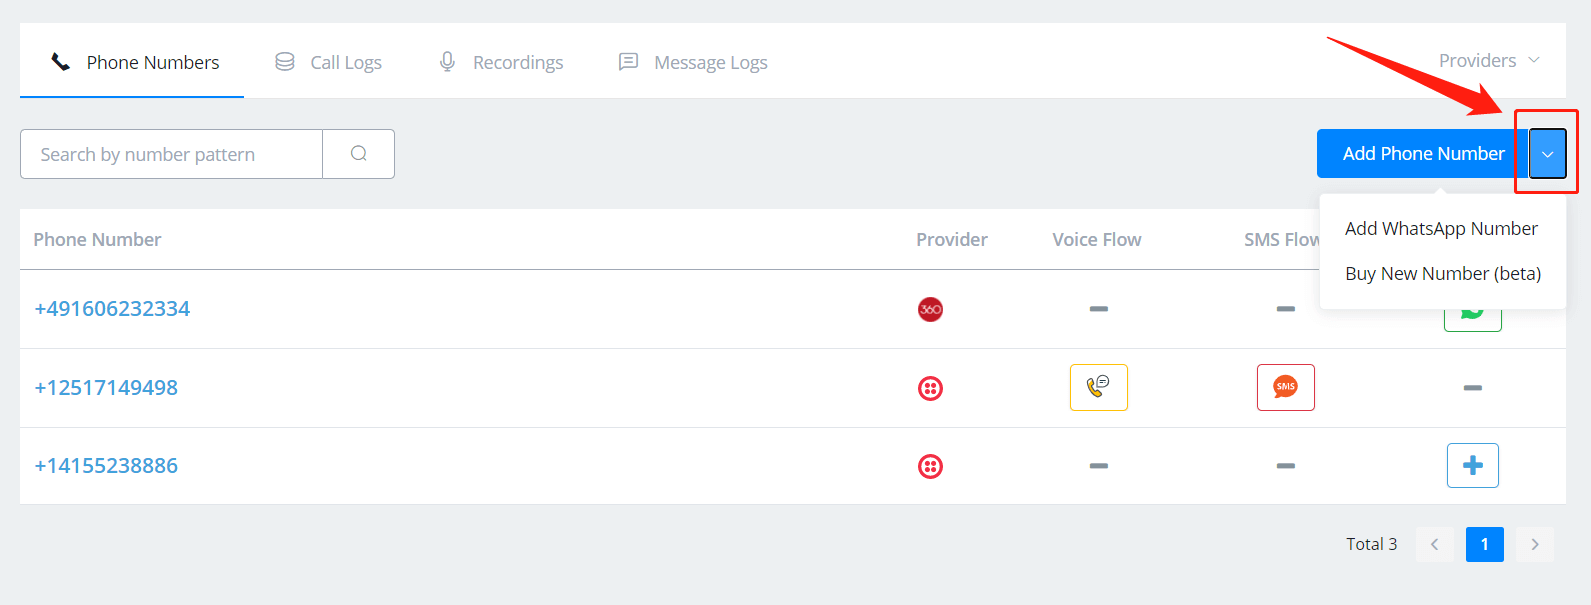 Phone Numbers Call Logs Recordings Message Logs Providers
Search by number pattern Add Phone Number
Add WhatsApp Number
Phone Number Provider Voice Flow SMS Flow
Buy New Number (beta)
+491606232334 360
+12517149498 SMS
+14155238886
Total 3 1